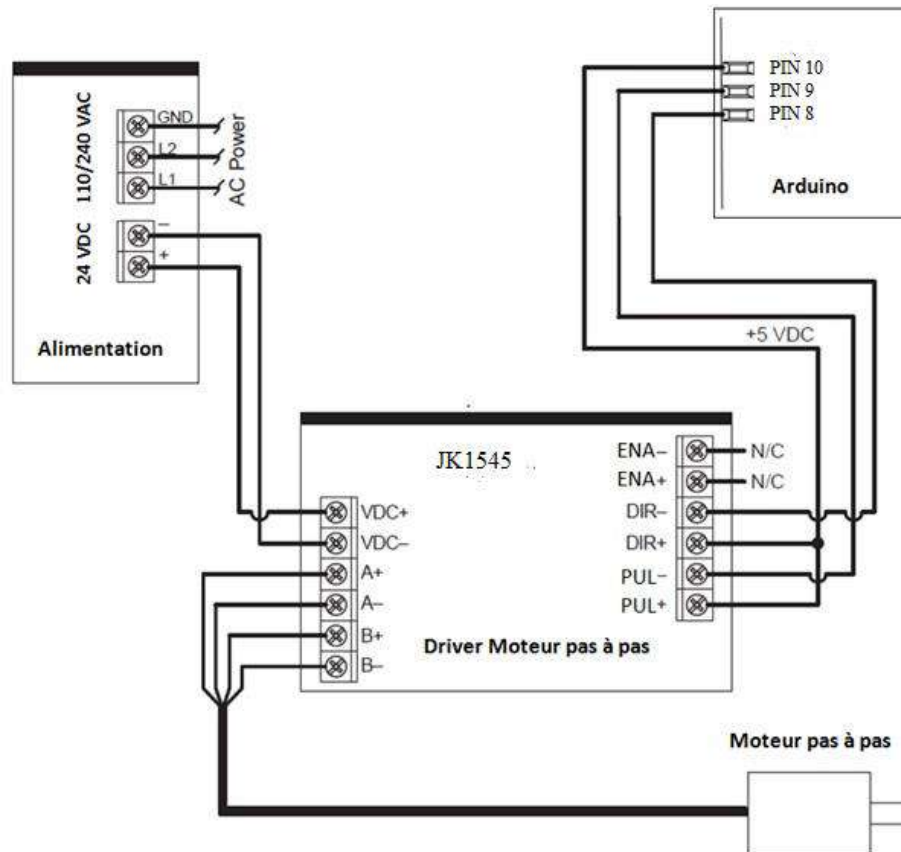 110/240 VAC
GND
L2
L1
AC Power
24 VDC
–
+
Alimentation
PIN 10
PIN 9
PIN 8
Arduino
+5 VDC
JK1545
VDC+
VDC–
A+
A–
B+
B–
ENA– N/C
ENA+ N/C
DIR–
DIR+
PUL–
PUL+
Driver Moteur pas à pas
Moteur pas à pas